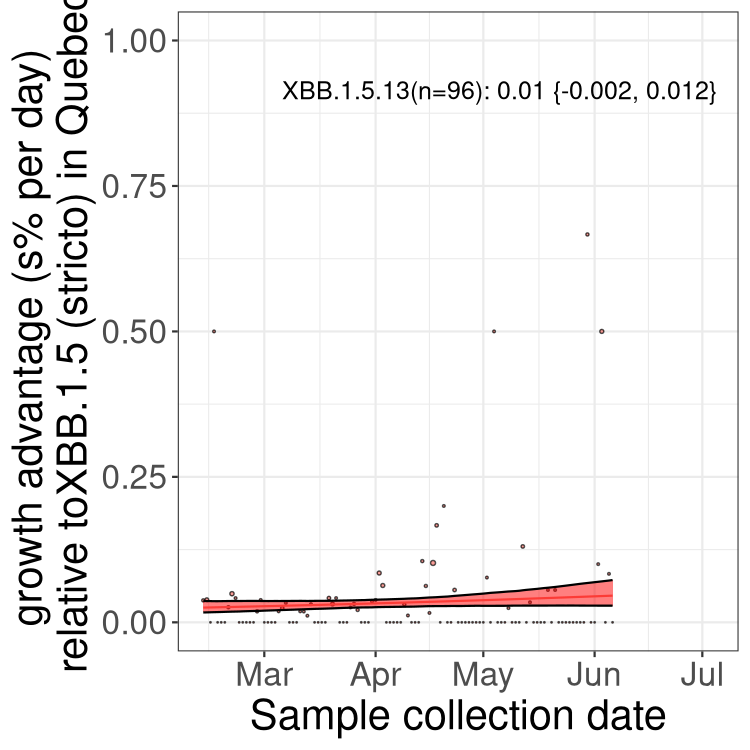 growth advantage (s% per day)
relative toXBB.1.5 (stricto) in Quebec
1.00
0.75
0.50
0.25
0.00
XBB.1.5.13(n=96): 0.01 {-0.002, 0.012}
Mar Apr May Jun Jul
Sample collection date